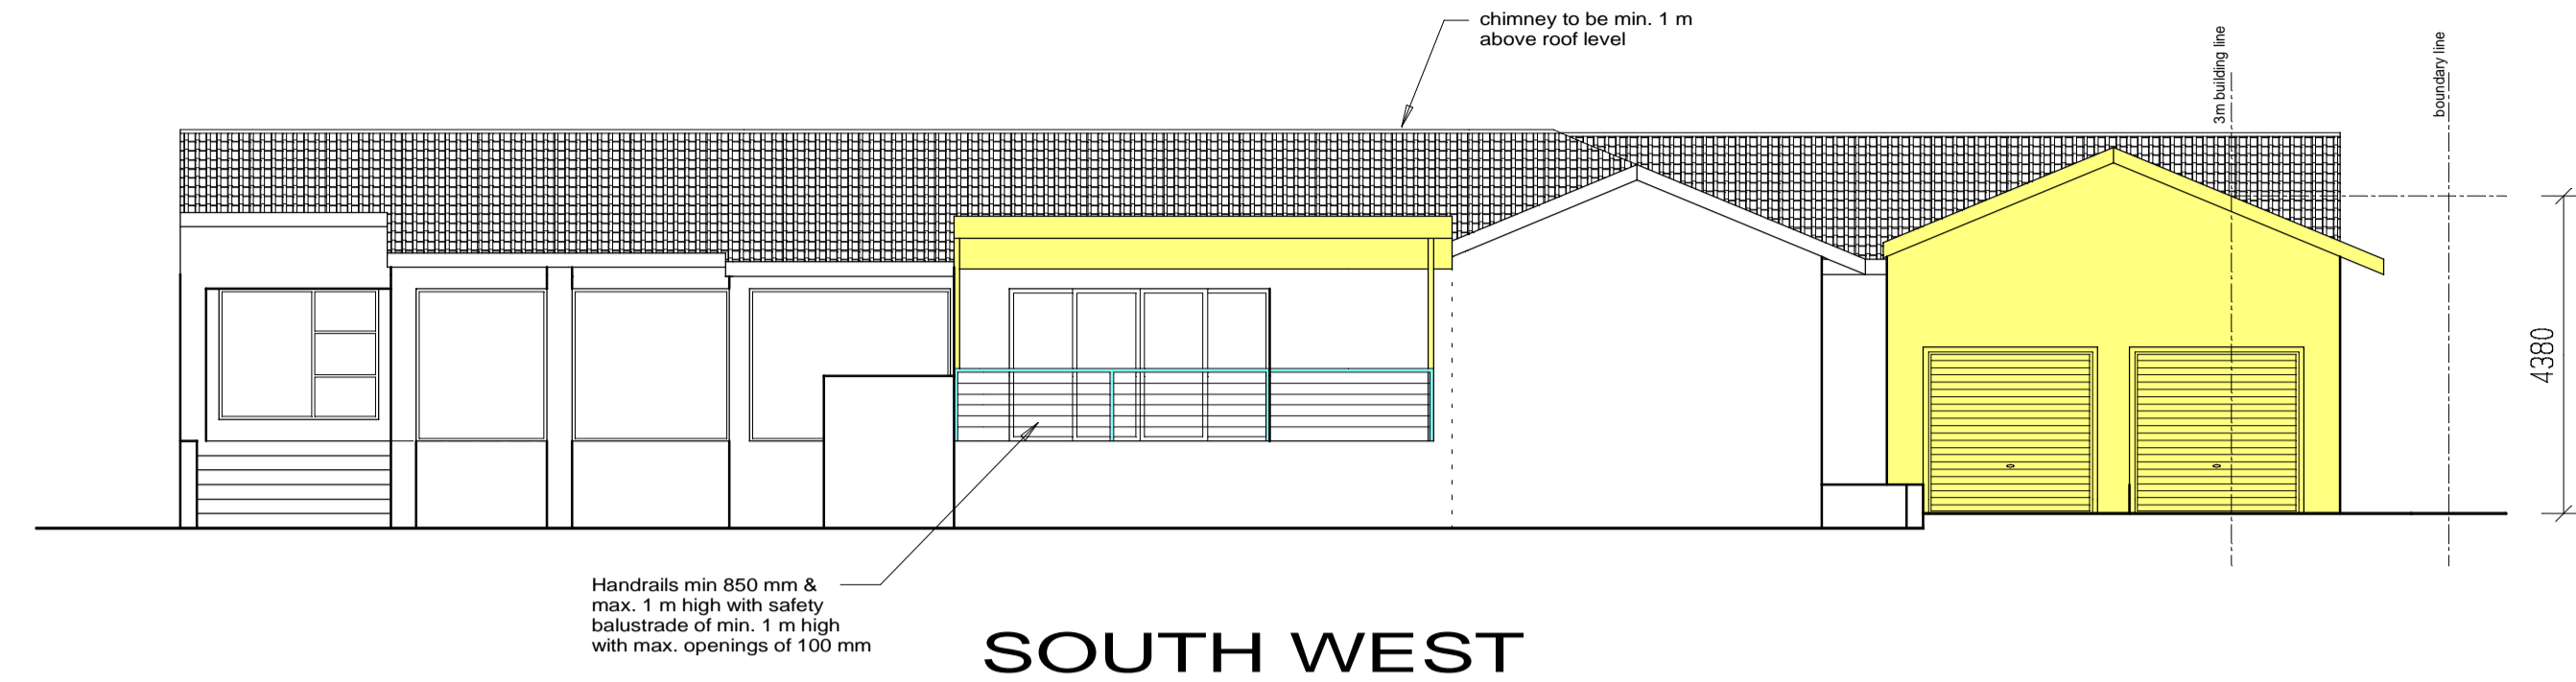 chimney to be min. 1 m
above roof level
3m building line
boundary line
4380
Handrails min 850 mm &
max. 1 m high with safety
balustrade of min. 1 m high
with max. openings of 100 mm
SOUTH WEST